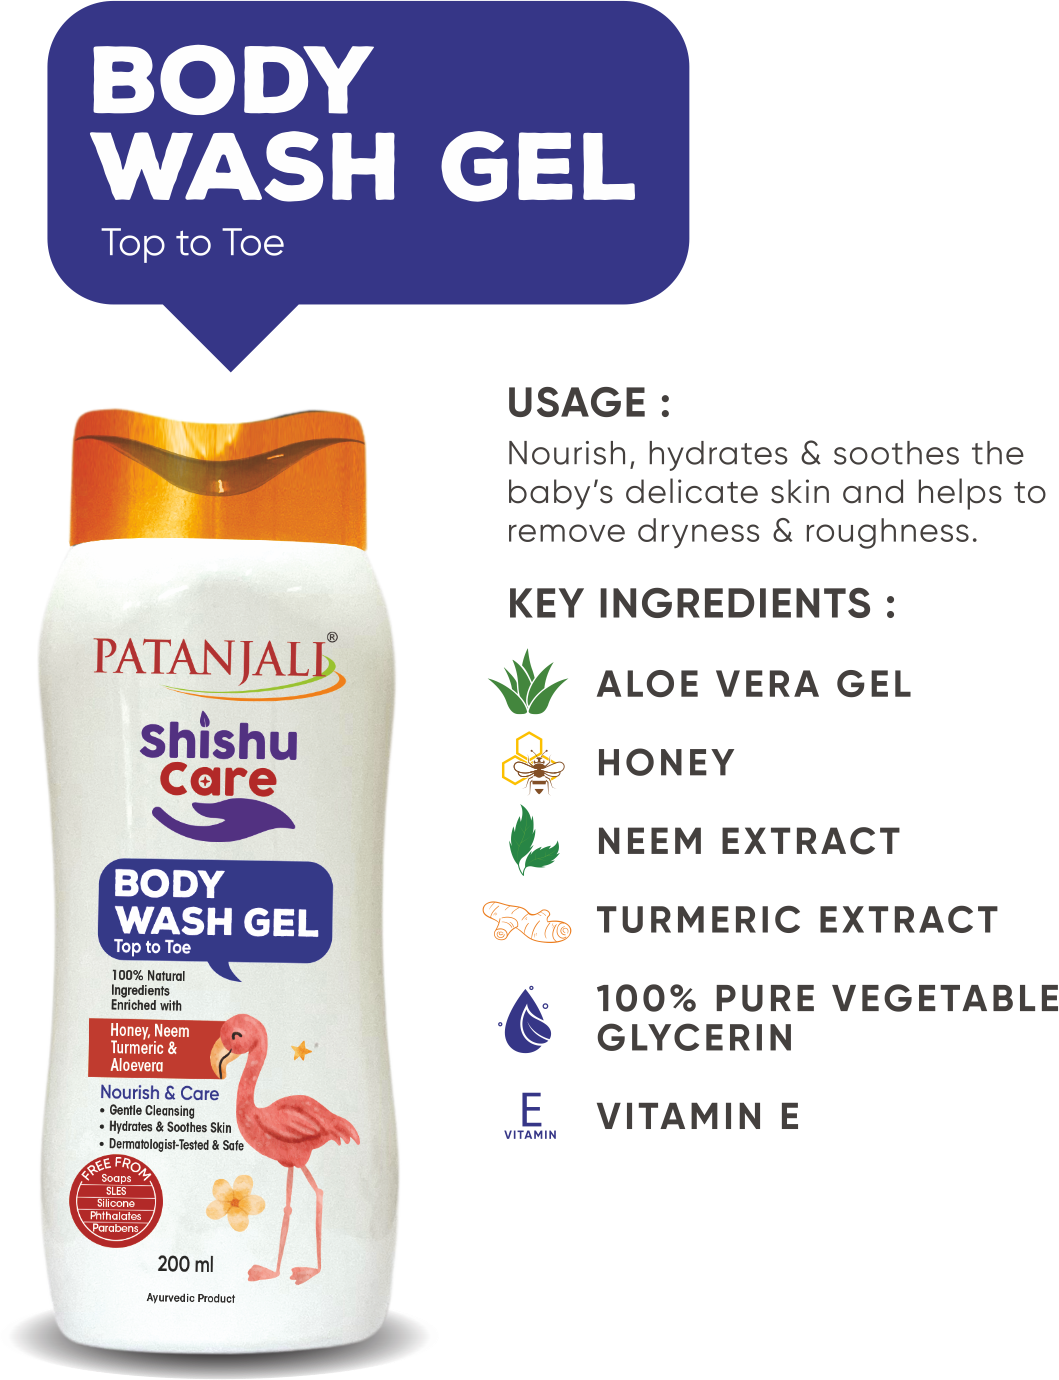 BODY
WASH GEL
Top to Toe
USAGE :
Nourish, hydrates & soothes the
baby's delicate skin and helps to
remove dryness & roughness.
KEY INGREDIENTS :
ALOE VERA GEL
HONEY
NEEM EXTRACT
TURMERIC EXTRACT
100% PURE VEGETABLE
GLYCERIN
E
VITAMIN
VITAMIN E
PATANJALI®
Shishu
Care
BODY
WASH GEL
Top to Toe
100% Natural
Ingredients
Enriched with
Honey, Neem
Turmeric &
Aloevera
Nourish & Care
• Gentle Cleansing
• Hydrates & Soothes Skin
• Dermatologist-Tested & Safe
FREE FROM
Soaps
SLES
Silicone
Phthalates
Parabens
200 ml
Ayurvedic Product